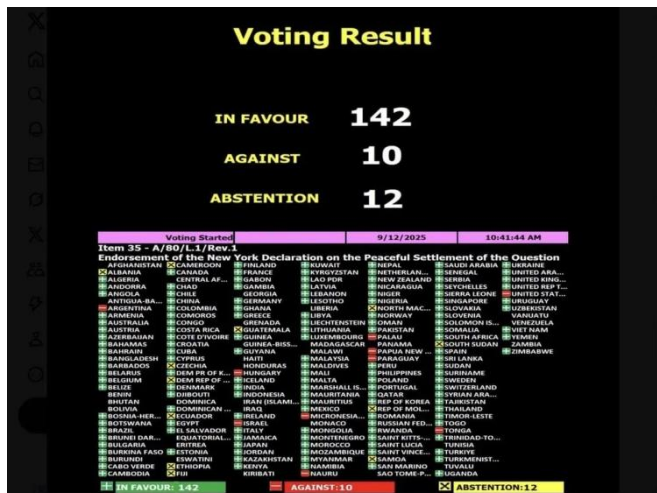 Voting Result
IN FAVOUR 142
AGAINST 10
ABSTENTION 12
Voting Started 9/12/2025 10:41:44 AM
Item 35 - A/80/L.1/Rev.1
Endorsement of the New York Declaration on the Peaceful Settlement of the Question
AFGHANISTAN CAMEROON FINLAND KUWAIT NEPAL SAUDI ARABIA UKRAINE
ALBANIA CANADA FRANCE KYRGYZSTAN NETHERLAN... SENEGAL UNITED ARA...
ALGERIA CENTRAL AF... GABON LAO PDR NEW ZEALAND SERBIA UNITED KING...
ANDORRA CHAD GAMBIA LATVIA NICARAGUA SEYCHELLES UNITED REP T...
ANGOLA CHILE GEORGIA LEBANON NIGER SIERRA LEONE UNITED STAT...
ANTIGUA-BA... CHINA GERMANY LESOTHO NIGERIA SINGAPORE URUGUAY
ARGENTINA COLOMBIA GHANA LIBERIA NORTH MAC... SLOVAKIA UZBEKISTAN
ARMENIA COMOROS GREECE LIBYA NORWAY SLOVENIA VANUATU
AUSTRALIA CONGO GRENADA LIECHTENSTEIN OMAN SOLOMON IS... VENEZUELA
AUSTRIA COSTA RICA GUATEMALA LITHUANIA PAKISTAN SOMALIA VIET NAM
AZERBAIJAN COTE D'IVOIRE GUINEA LUXEMBOURG PALAU SOUTH AFRICA YEMEN
BAHAMAS CROATIA GUINEA-BISS... MADAGASCAR PANAMA SOUTH SUDAN ZAMBIA
BAHRAIN CUBA GUYANA MALAWI PAPUA NEW ... SPAIN ZIMBABWE
BANGLADESH CYPRUS HAITI MALAYSIA PARAGUAY SRI LANKA
BARBADOS CZECHIA HONDURAS MALDIVES PERU SUDAN
BELARUS DEM PR OF K... HUNGARY MALI PHILIPPINES SURINAME
BELGIUM DEM REP OF ... ICELAND MALTA POLAND SWEDEN
BELIZE DENMARK INDIA MARSHALL IS... PORTUGAL SWITZERLAND
BENIN DJIBOUTI INDONESIA MAURITANIA QATAR SYRIAN ARA...
BHUTAN DOMINICA IRAN (ISLAMI... MAURITIUS REP OF KOREA TAJIKISTAN
BOLIVIA DOMINICAN ... IRAQ MEXICO REP OF MOL... THAILAND
BOSNIA-HER... ECUADOR IRELAND MICRONESIA... ROMANIA TIMOR-LESTE
BOTSWANA EGYPT ISRAEL MONACO RUSSIAN FED... TOGO
BRAZIL EL SALVADOR ITALY MONGOLIA RWANDA TONGA
BRUNEI DAR... EQUATORIAL... JAMAICA MONTENEGRO SAINT KITTS-... TRINIDAD-TO...
BULGARIA ERITREA JAPAN MOROCCO SAINT LUCIA TUNISIA
BURKINA FASO ESTONIA JORDAN MOZAMBIQUE SAINT VINCE... TURKIYE
BURUNDI ESWATINI KAZAKHSTAN MYANMAR SAMOA TURKMENIST...
CABO VERDE ETHIOPIA KENYA NAMIBIA SAN MARINO TUVALU
CAMBODIA FIJI KIRIBATI NAURU SAO TOME-P... UGANDA
IN FAVOUR: 142 AGAINST:10 ABSTENTION:12